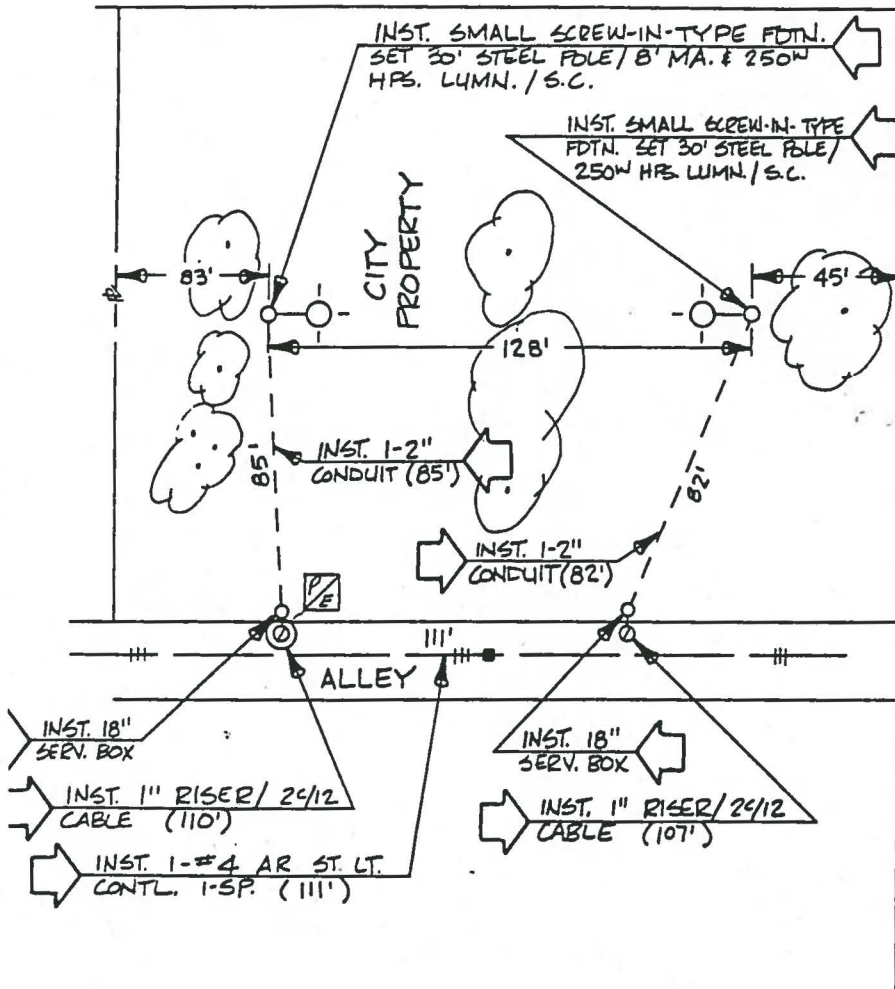 INST. SMALL SCREW-IN-TYPE FDTN.
SET 30' STEEL POLE / 8' MA. & 250W
HPS. LUMN. / S.C.
INST. SMALL SCREW-IN-TYPE
FDTN. SET 30' STEEL POLE /
250W HPS. LUMN. / S.C.
CITY
PROPERTY
83'
45'
128'
85'
INST. 1-2"
CONDUIT (85')
82'
INST. 1-2"
CONDUIT (82')
P/E
111'
ALLEY
INST. 18"
SERV. BOX
INST. 18"
SERV. BOX
INST. 1" RISER / 2C/12
CABLE (110')
INST. 1" RISER / 2C/12
CABLE (107')
INST. 1-#4 AR ST. LT.
CONTL. 1-SP. (111')